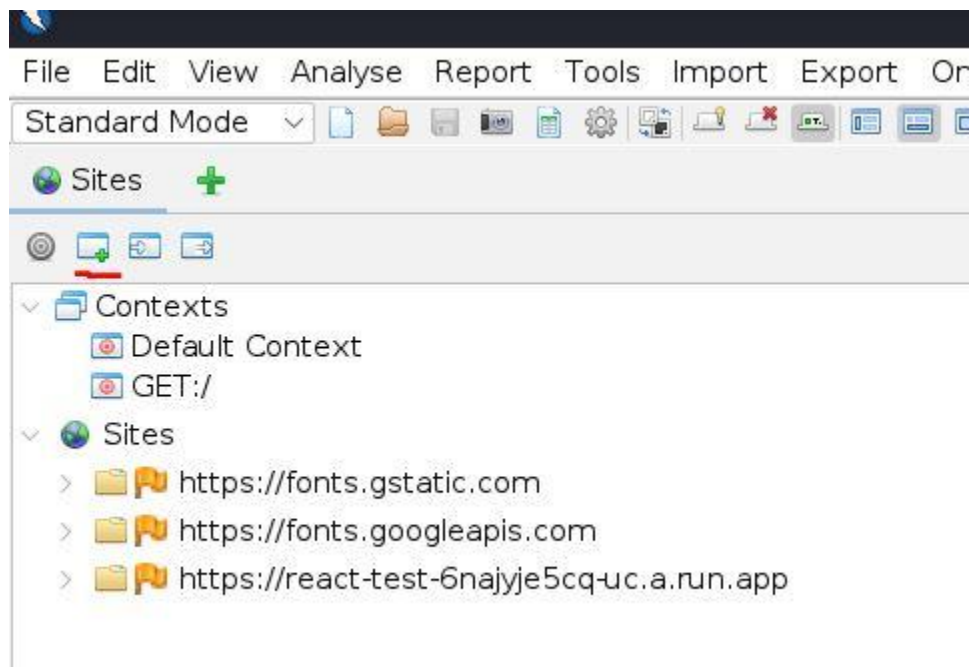 File Edit View Analyse Report Tools Import Export On
Standard Mode
Sites
Contexts
Default Context
GET:/
Sites
https://fonts.gstatic.com
https://fonts.googleapis.com
https://react-test-6najyje5cq-uc.a.run.app